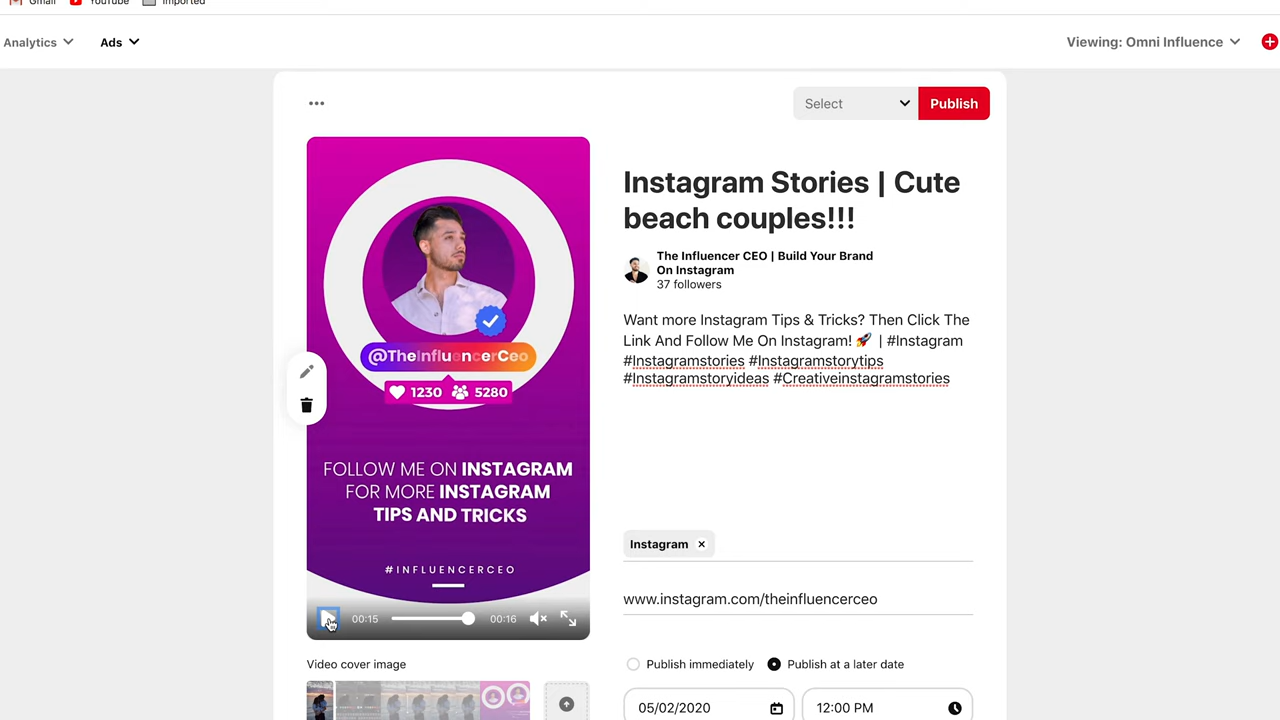 Gmail YouTube Imported
Analytics Ads Viewing: Omni Influence
Select Publish
Instagram Stories | Cute
beach couples!!!
The Influencer CEO | Build Your Brand
On Instagram
37 followers
Want more Instagram Tips & Tricks? Then Click The
Link And Follow Me On Instagram! 🚀 | #Instagram
#Instagramstories #Instagramstorytips
#Instagramstoryideas #Creativeinstagramstories
@TheInfluencerCeo
1230 5280
FOLLOW ME ON INSTAGRAM
FOR MORE INSTAGRAM
TIPS AND TRICKS
#INFLUENCERCEO
00:15 00:16
Instagram ×
www.instagram.com/theinfluencerceo
Video cover image
Publish immediately Publish at a later date
05/02/2020 12:00 PM